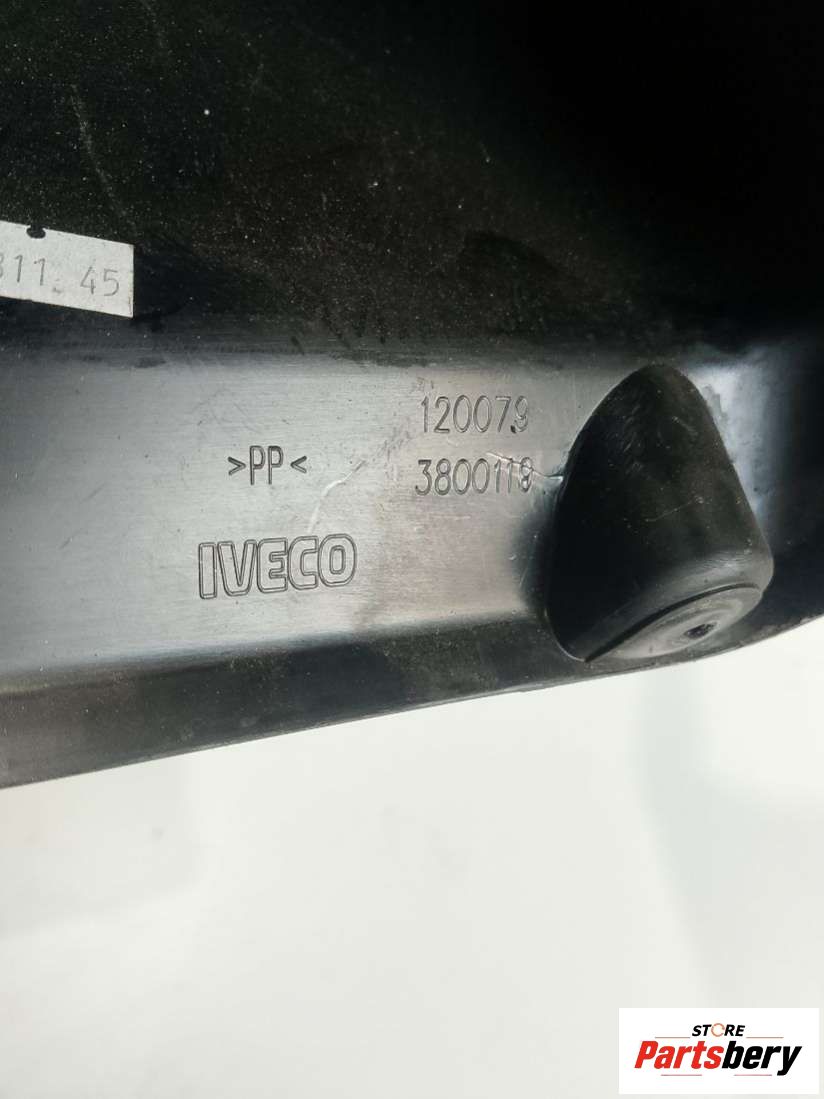 311. 45
120079
>PP<
3800119
IVECO
STORE
Partsbery